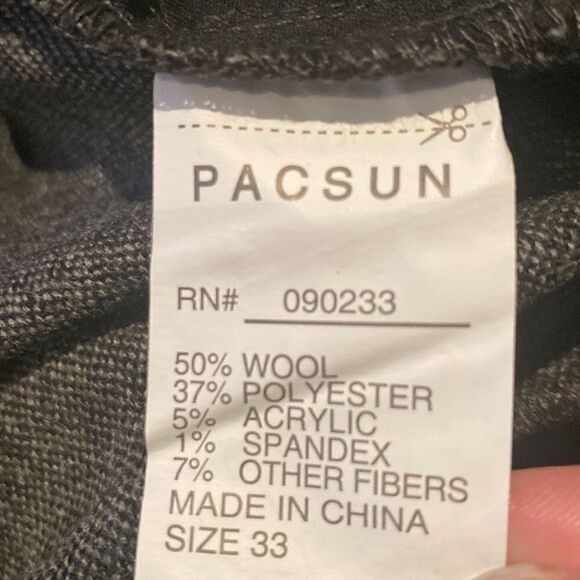 PACSUN
RN# 090233
50% WOOL
37% POLYESTER
5% ACRYLIC
1% SPANDEX
7% OTHER FIBERS
MADE IN CHINA
SIZE 33